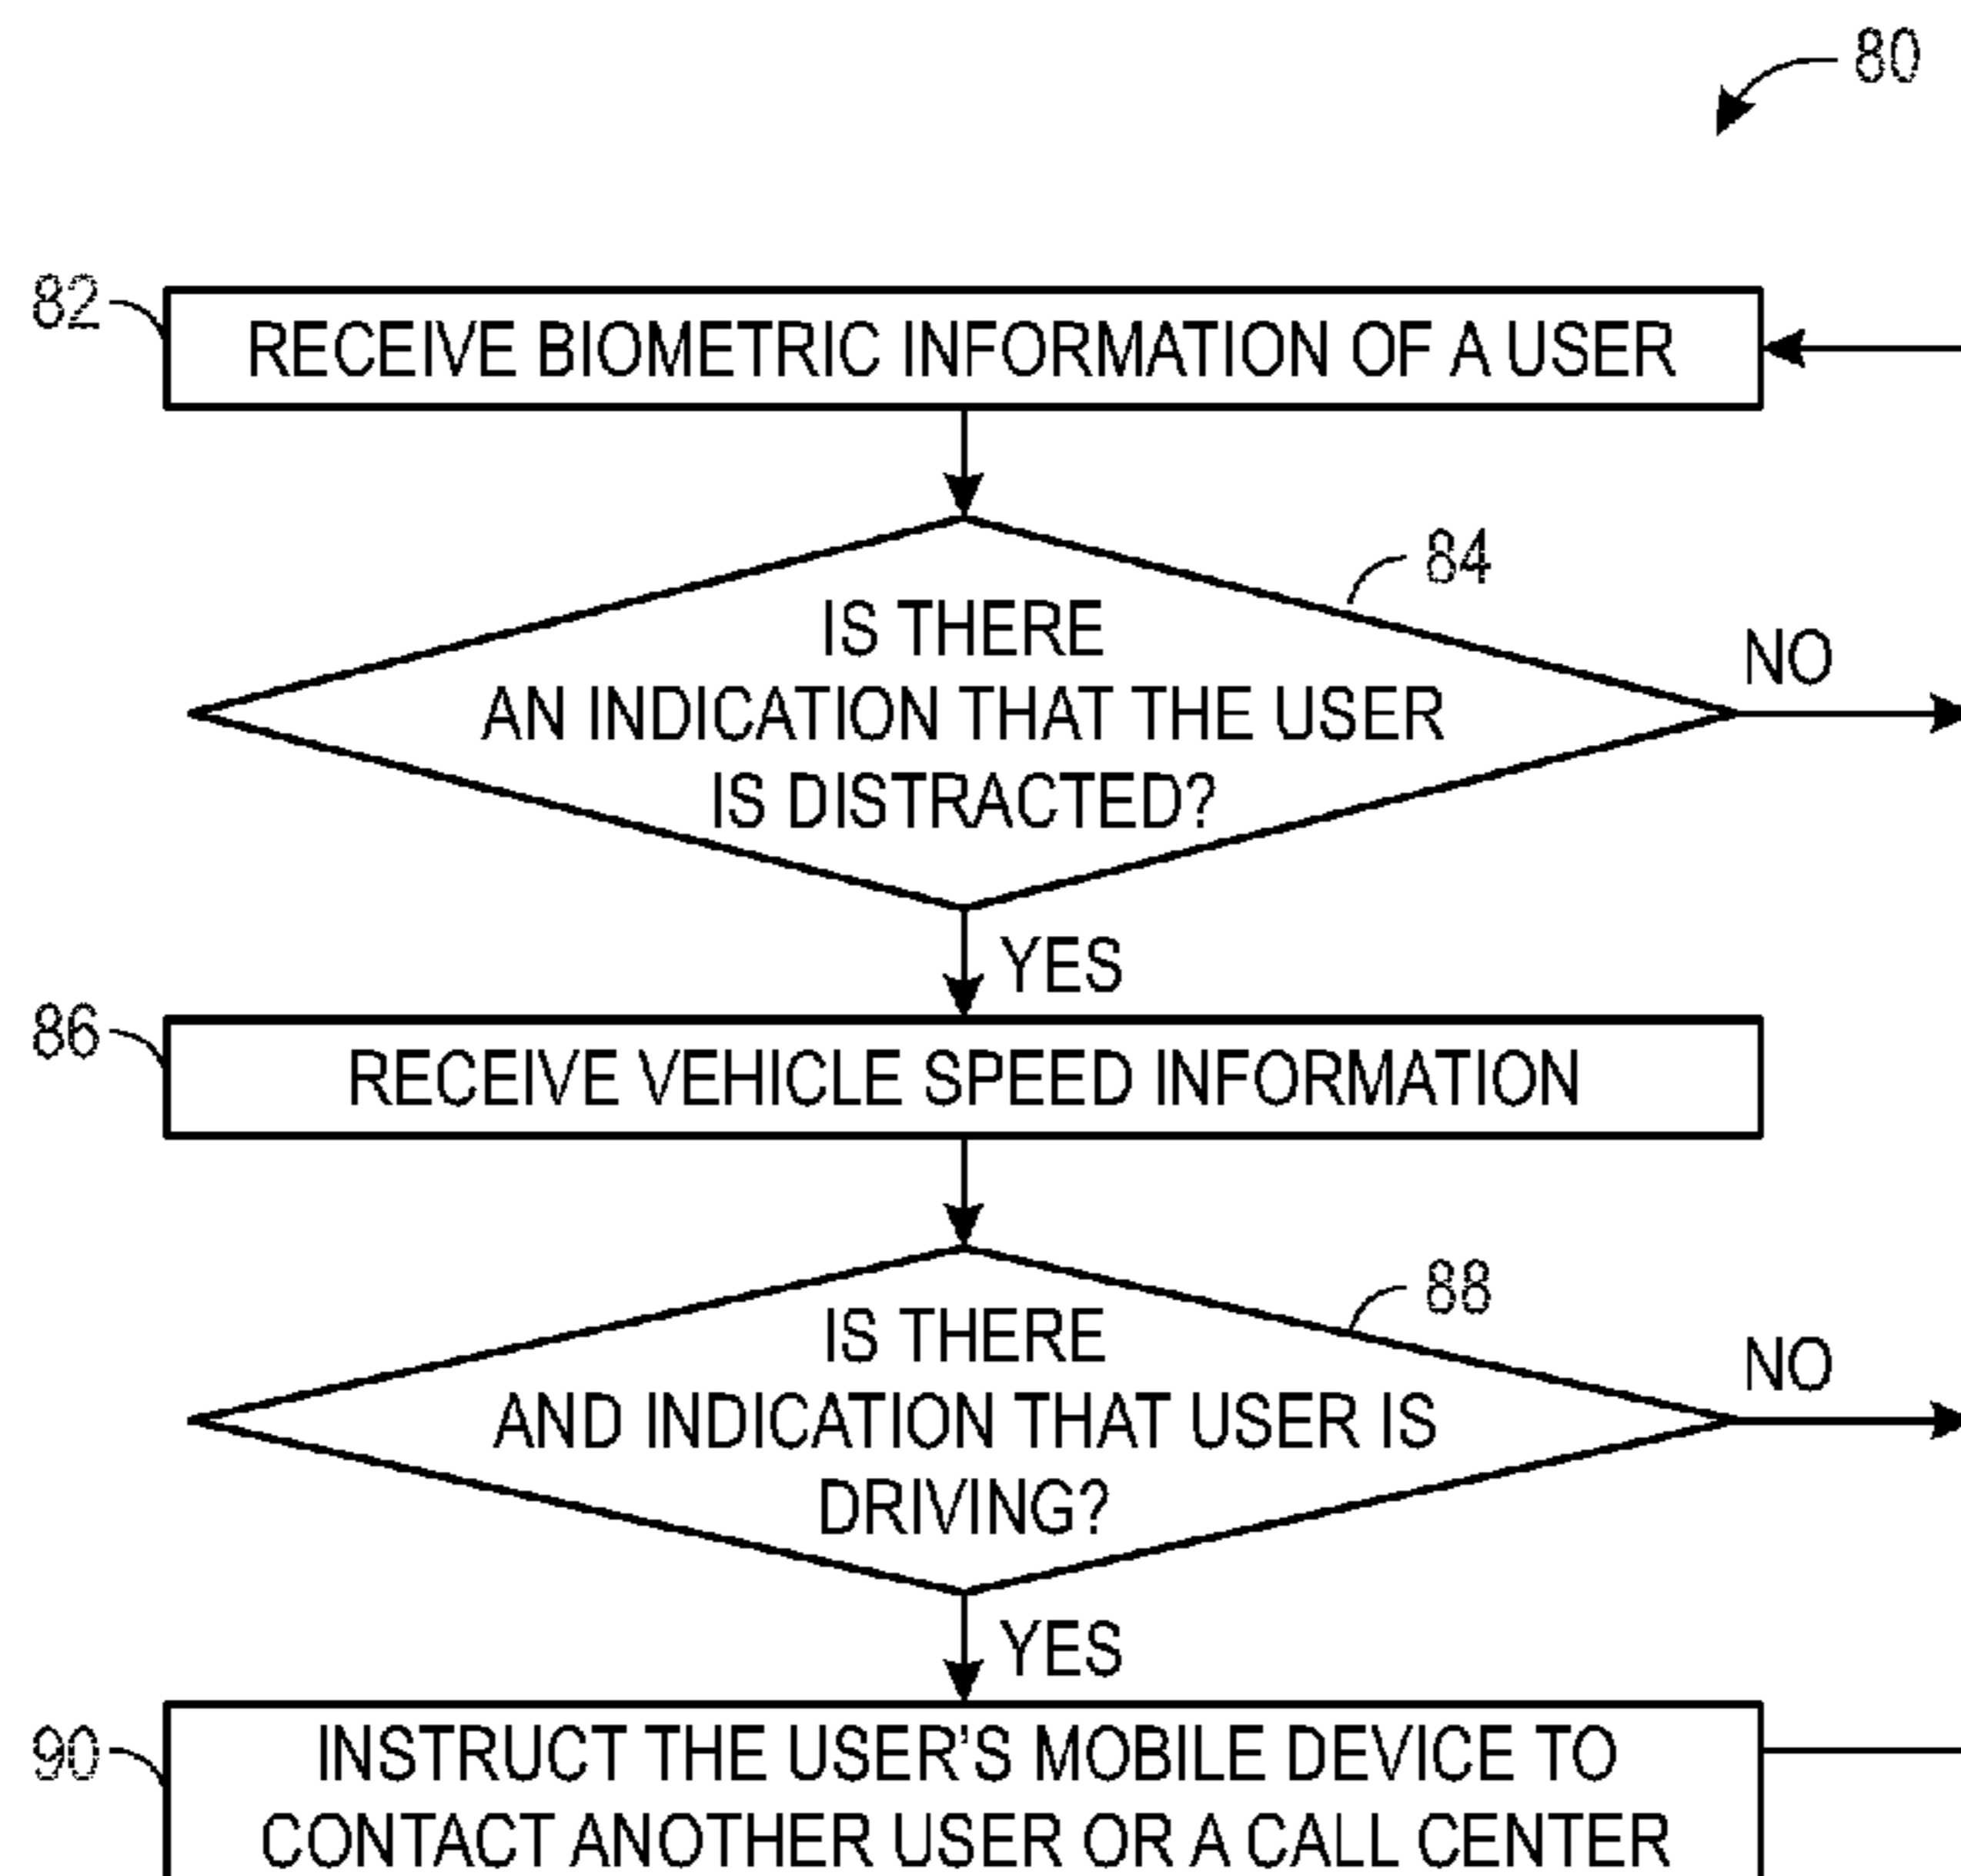 80
82
RECEIVE BIOMETRIC INFORMATION OF A USER
84
IS THERE
AN INDICATION THAT THE USER
IS DISTRACTED?
NO
YES
86
RECEIVE VEHICLE SPEED INFORMATION
88
IS THERE
AND INDICATION THAT USER IS
DRIVING?
NO
YES
90
INSTRUCT THE USER'S MOBILE DEVICE TO
CONTACT ANOTHER USER OR A CALL CENTER